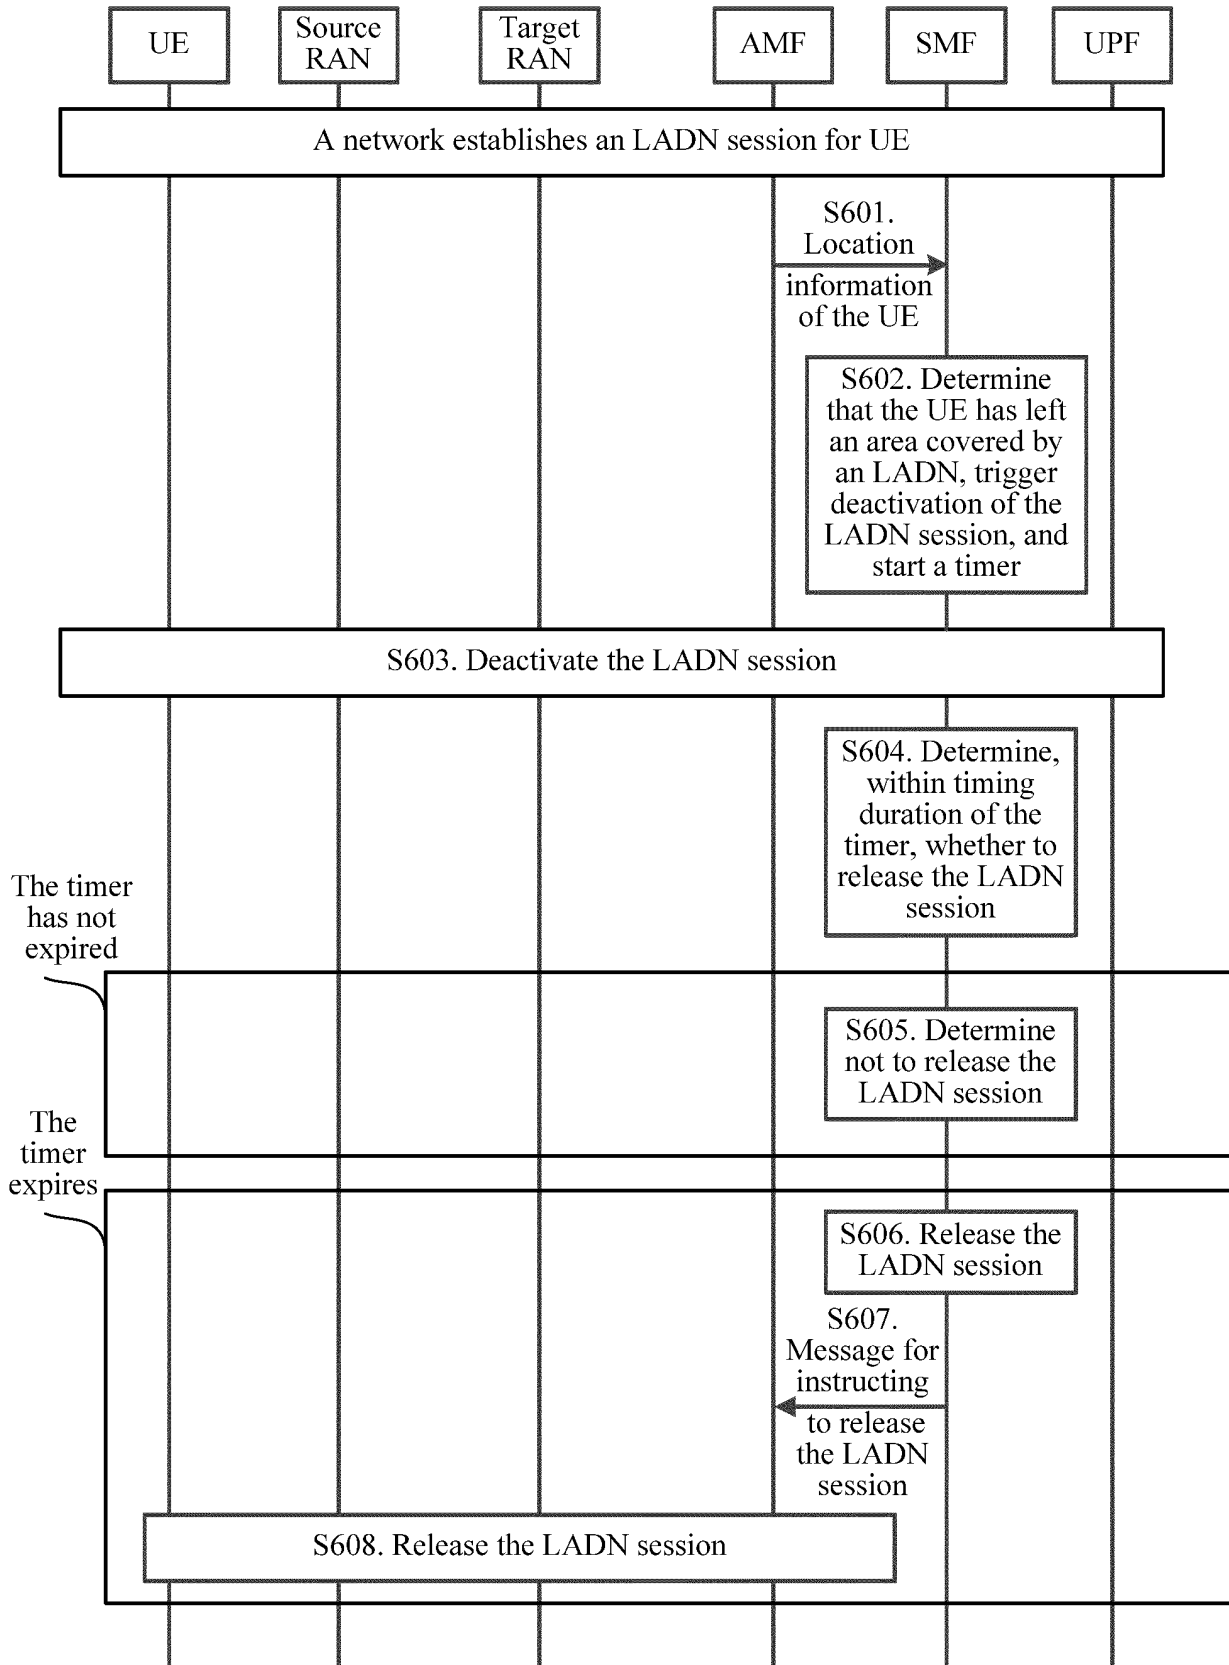 UE
Source
RAN
Target
RAN
AMF
SMF
UPF
A network establishes an LADN session for UE
S601.
Location
information
of the UE
S602. Determine
that the UE has left
an area covered by
an LADN, trigger
deactivation of the
LADN session, and
start a timer
S603. Deactivate the LADN session
S604. Determine,
within timing
duration of the
timer, whether to
release the LADN
session
The timer
has not
expired
S605. Determine
not to release the
LADN session
The
timer
expires
S606. Release the
LADN session
S607.
Message for
instructing
to release
the LADN
session
S608. Release the LADN session